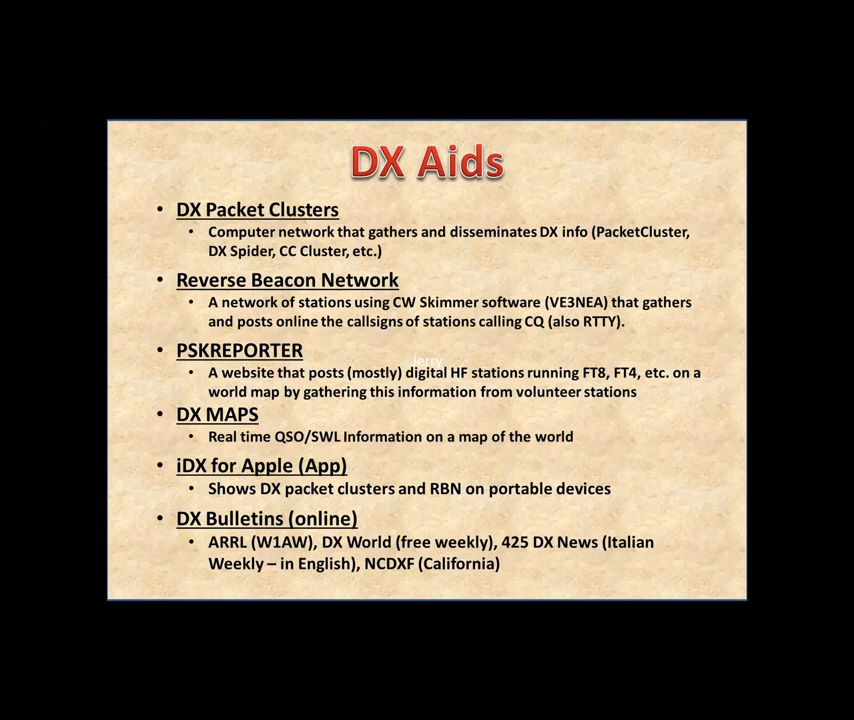 DX Aids
• DX Packet Clusters
• Computer network that gathers and disseminates DX info (PacketCluster,
DX Spider, CC Cluster, etc.)
• Reverse Beacon Network
• A network of stations using CW Skimmer software (VE3NEA) that gathers
and posts online the callsigns of stations calling CQ (also RTTY).
• PSKREPORTER
Jerry
• A website that posts (mostly) digital HF stations running FT8, FT4, etc. on a
world map by gathering this information from volunteer stations
• DX MAPS
• Real time QSO/SWL Information on a map of the world
• iDX for Apple (App)
• Shows DX packet clusters and RBN on portable devices
• DX Bulletins (online)
• ARRL (W1AW), DX World (free weekly), 425 DX News (Italian
Weekly – in English), NCDXF (California)